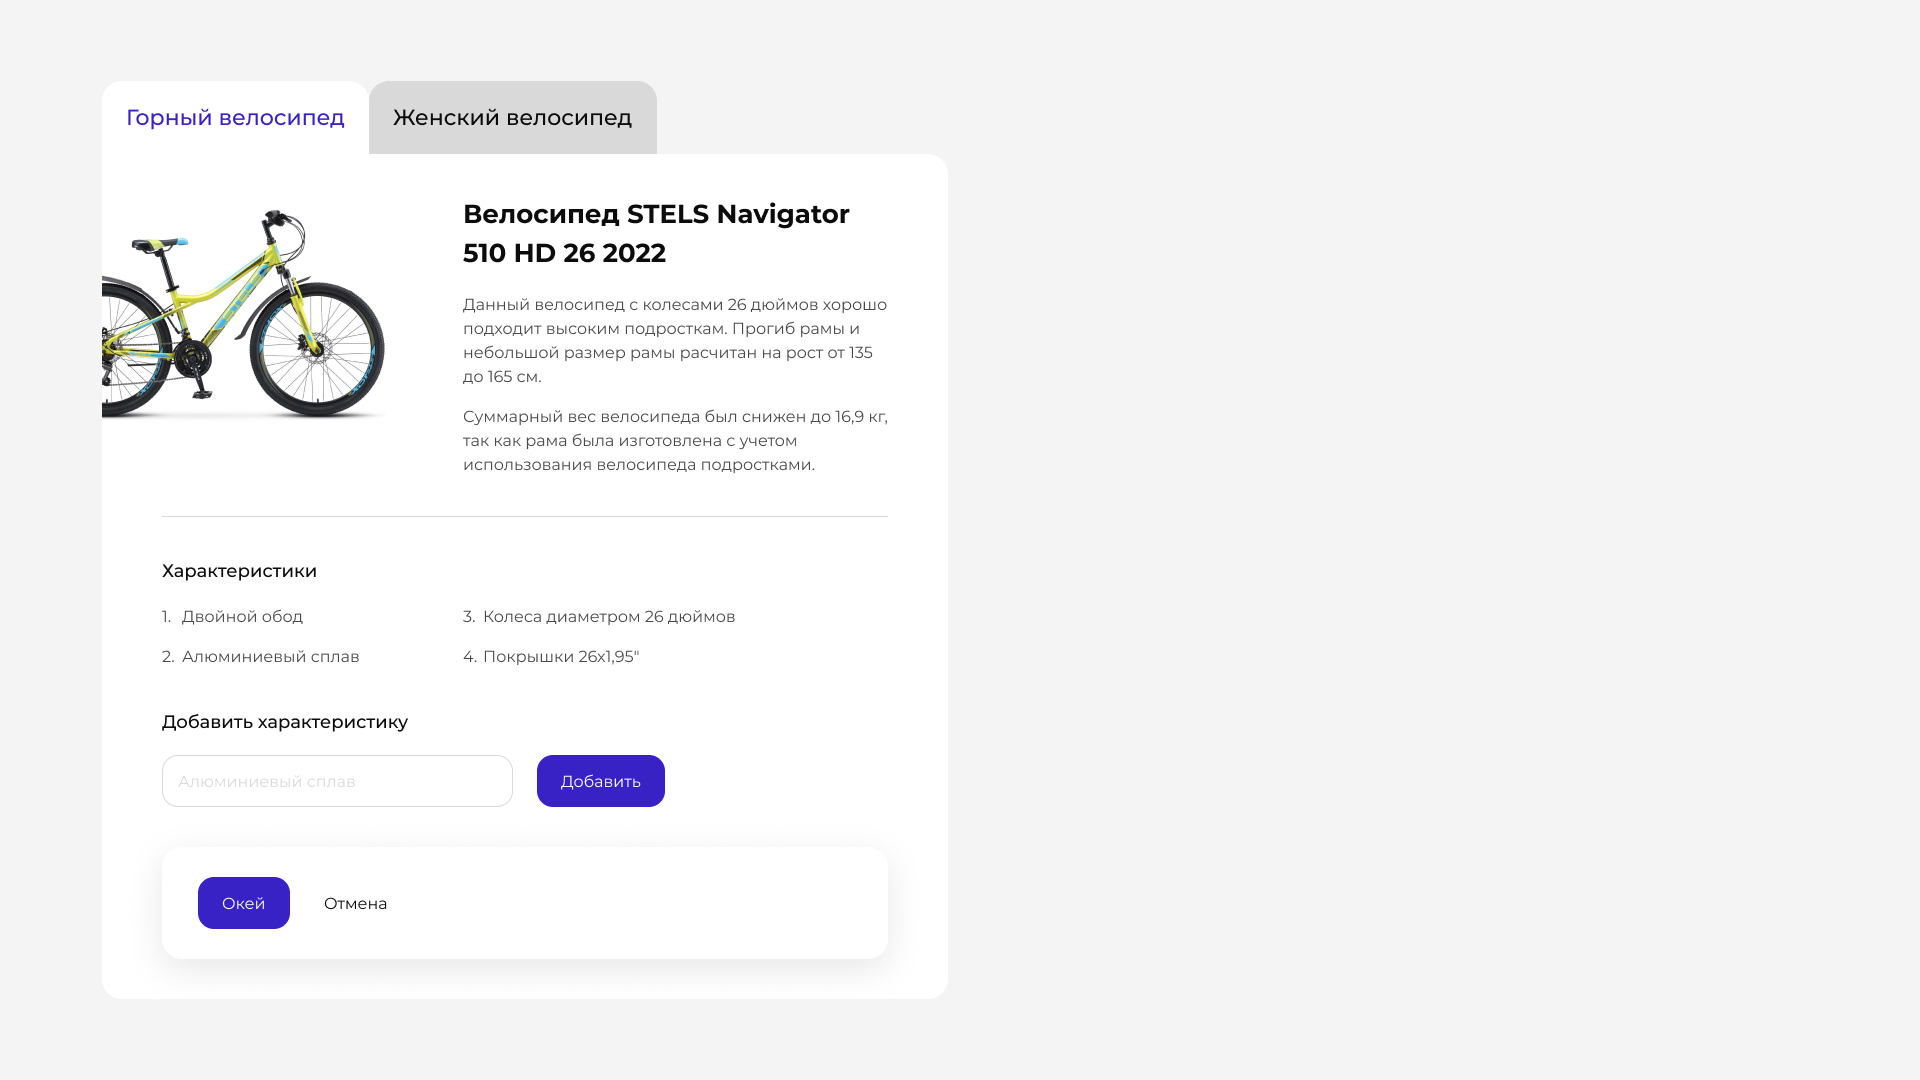 Горный велосипед
Женский велосипед
Велосипед STELS Navigator
510 HD 26 2022
Данный велосипед с колесами 26 дюймов хорошо
подходит высоким подросткам. Прогиб рамы и
небольшой размер рамы расчитан на рост от 135
до 165 см.
Суммарный вес велосипеда был снижен до 16,9 кг,
так как рама была изготовлена с учетом
использования велосипеда подростками.
Характеристики
1. Двойной обод
2. Алюминиевый сплав
3. Колеса диаметром 26 дюймов
4. Покрышки 26х1,95"
Добавить характеристику
Алюминиевый сплав
Добавить
Окей
Отмена